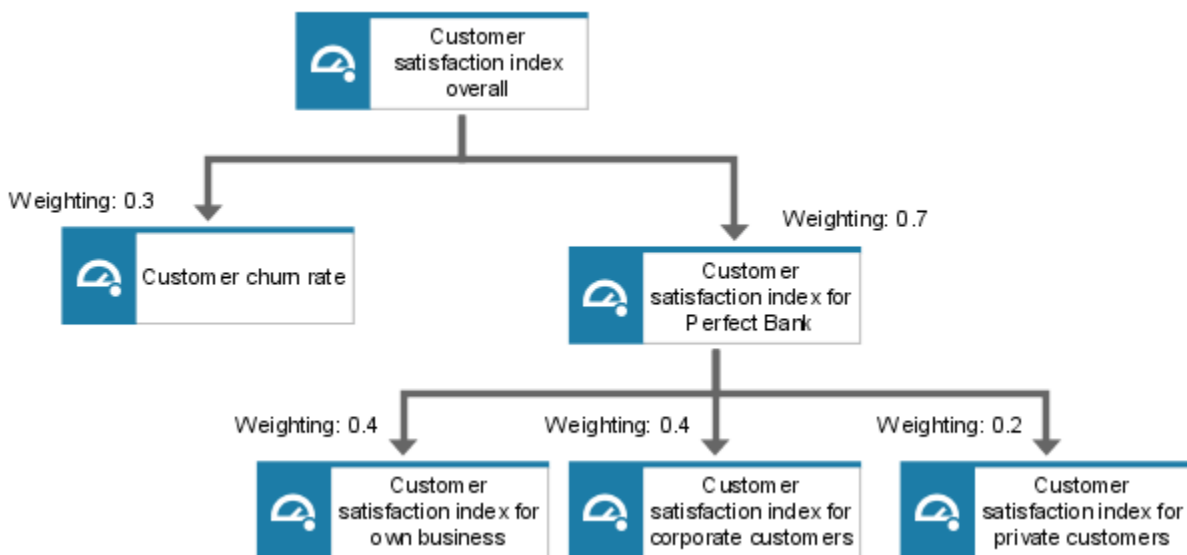 Customer
satisfaction index
overall
Weighting: 0.3
Weighting: 0.7
Customer churn rate
Customer
satisfaction index for
Perfect Bank
Weighting: 0.4
Weighting: 0.4
Weighting: 0.2
Customer
satisfaction index for
own business
Customer
satisfaction index for
corporate customers
Customer
satisfaction index for
private customers